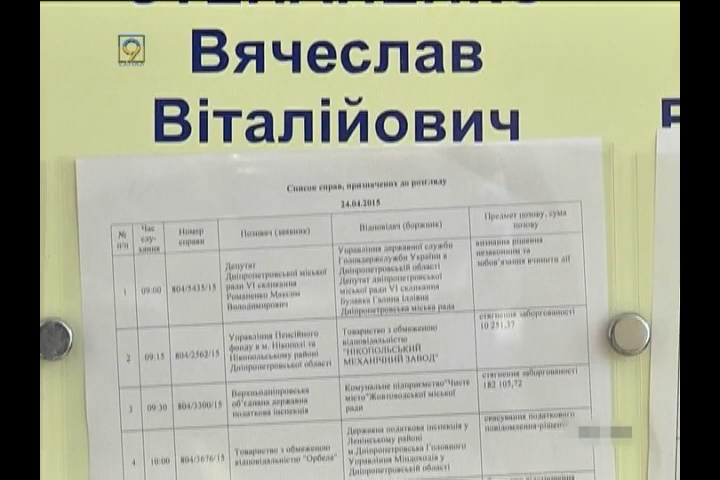 Вячеслав
Віталійович
9
Список справ, призначених до розгляду
24.04.2015
№ п/п
Час слу- хання
Номер справи
Позивач (заявник)
Відповідач (боржник)
Предмет позову, сума позову
1
09:00
804/5435/15
Депутат
Дніпропетровської міської
ради VI скликання
Романенко Максим
Володимирович
Управління державної служби
Головдержслужби України в
Дніпропетровській області
Депутат дніпропетровської
міської ради VI скликання
Булавка Галина Іллівна
Дніпропетровська міська рада
визнання рішення
незаконним та
зобов'язання вчинити дії
2
09:15
804/2562/15
Управління Пенсійного
фонду в м. Нікополі та
Нікопольському районі
Дніпропетровської області
Товариство з обмеженою
відповідальністю
"НІКОПОЛЬСЬКИЙ
МЕХАНІЧНИЙ ЗАВОД"
стягнення заборгованості
10 251,37
3
09:30
804/3300/15
Верхньодніпровська
об'єднана державна
податкова інспекція
Комунальне підприємство"Чисте
місто"Жовтоводської міської
ради
стягнення заборгованості
182 105,72
4
10:00
804/3676/15
Товариство з обмеженою
відповідальністю "Орбела"
Державна податкова інспекція у
Ленінському районі
м.Дніпропетровська Головного
Управління Міндоходів у
Дніпропетровській області
скасування податкового
повідомлення-рішення